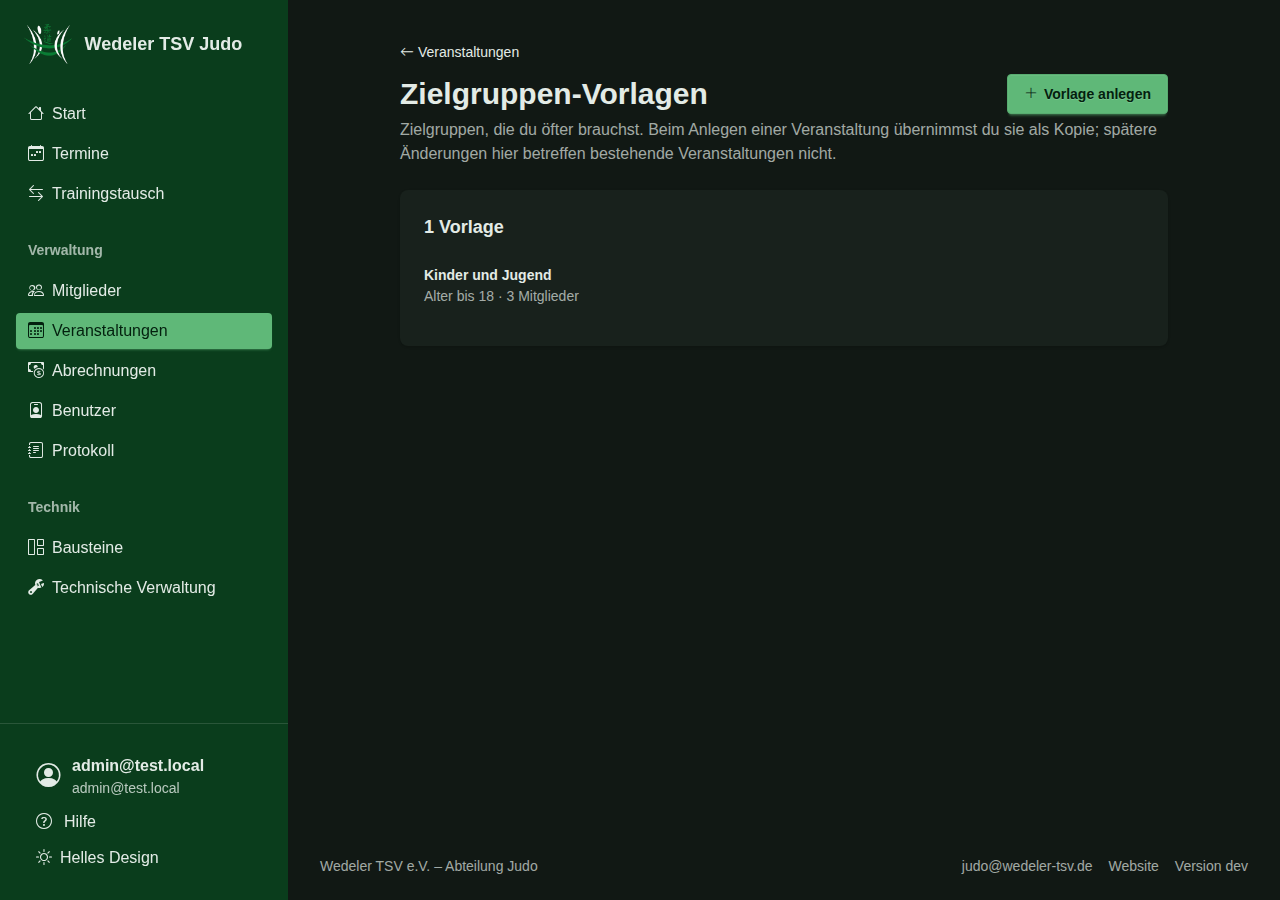 Wedeler TSV Judo
Start
Termine
Trainingstausch
Verwaltung
Mitglieder
Veranstaltungen
Abrechnungen
Benutzer
Protokoll
Technik
Bausteine
Technische Verwaltung
admin@test.local
admin@test.local
Hilfe
Helles Design
← Veranstaltungen
Zielgruppen-Vorlagen
+ Vorlage anlegen
Zielgruppen, die du öfter brauchst. Beim Anlegen einer Veranstaltung übernimmst du sie als Kopie; spätere
Änderungen hier betreffen bestehende Veranstaltungen nicht.
1 Vorlage
Kinder und Jugend
Alter bis 18 · 3 Mitglieder
Wedeler TSV e.V. – Abteilung Judo
judo@wedeler-tsv.de Website Version dev